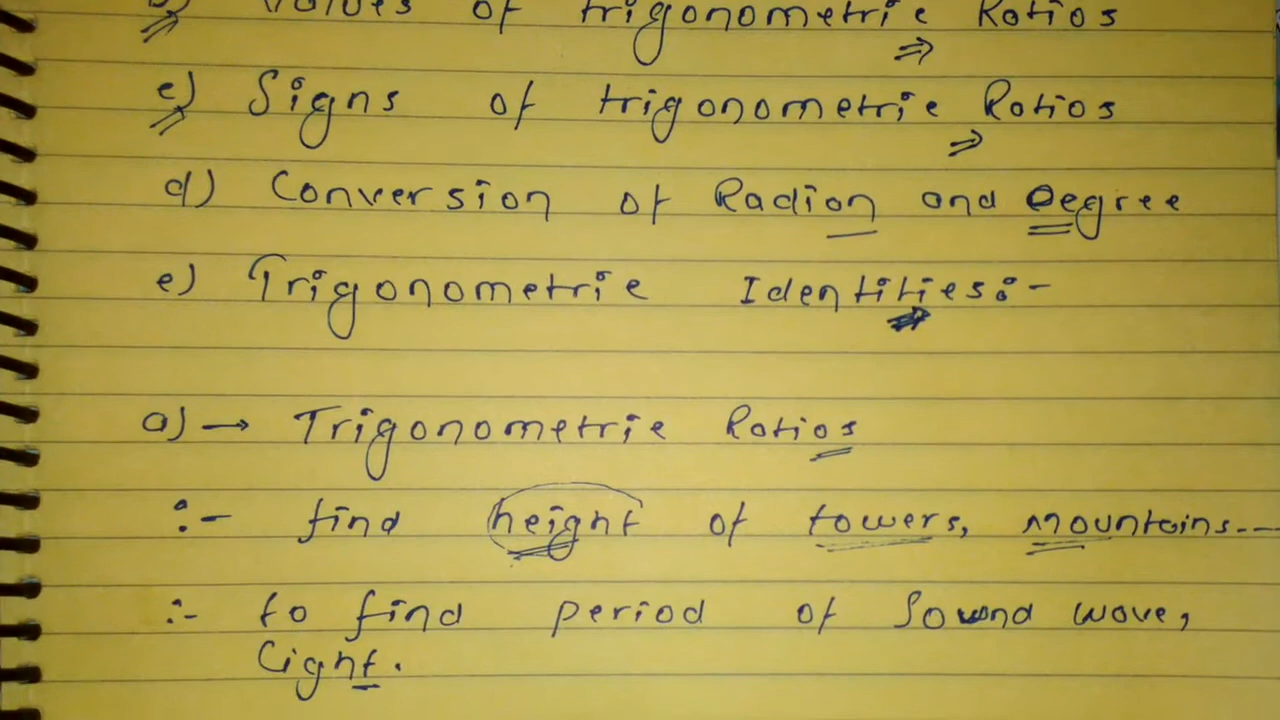 b) Values of trigonometric Ratios
c) Signs of trigonometric Ratios
d) Conversion of Radian and Degree
e) Trigonometric Identities:-
a) → Trigonometric Ratios
:- find height of towers, mountains--
:- to find period of Sound wave,
Light.